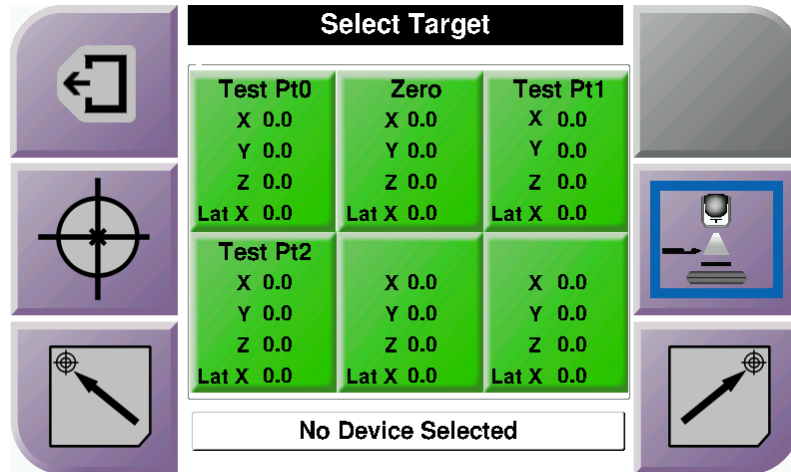 Select Target
Test Pt0 Zero Test Pt1
X 0.0 X 0.0 X 0.0
Y 0.0 Y 0.0 Y 0.0
Z 0.0 Z 0.0 Z 0.0
Lat X 0.0 Lat X 0.0 Lat X 0.0
Test Pt2
X 0.0 X 0.0 X 0.0
Y 0.0 Y 0.0 Y 0.0
Z 0.0 Z 0.0 Z 0.0
Lat X 0.0 Lat X 0.0 Lat X 0.0
No Device Selected